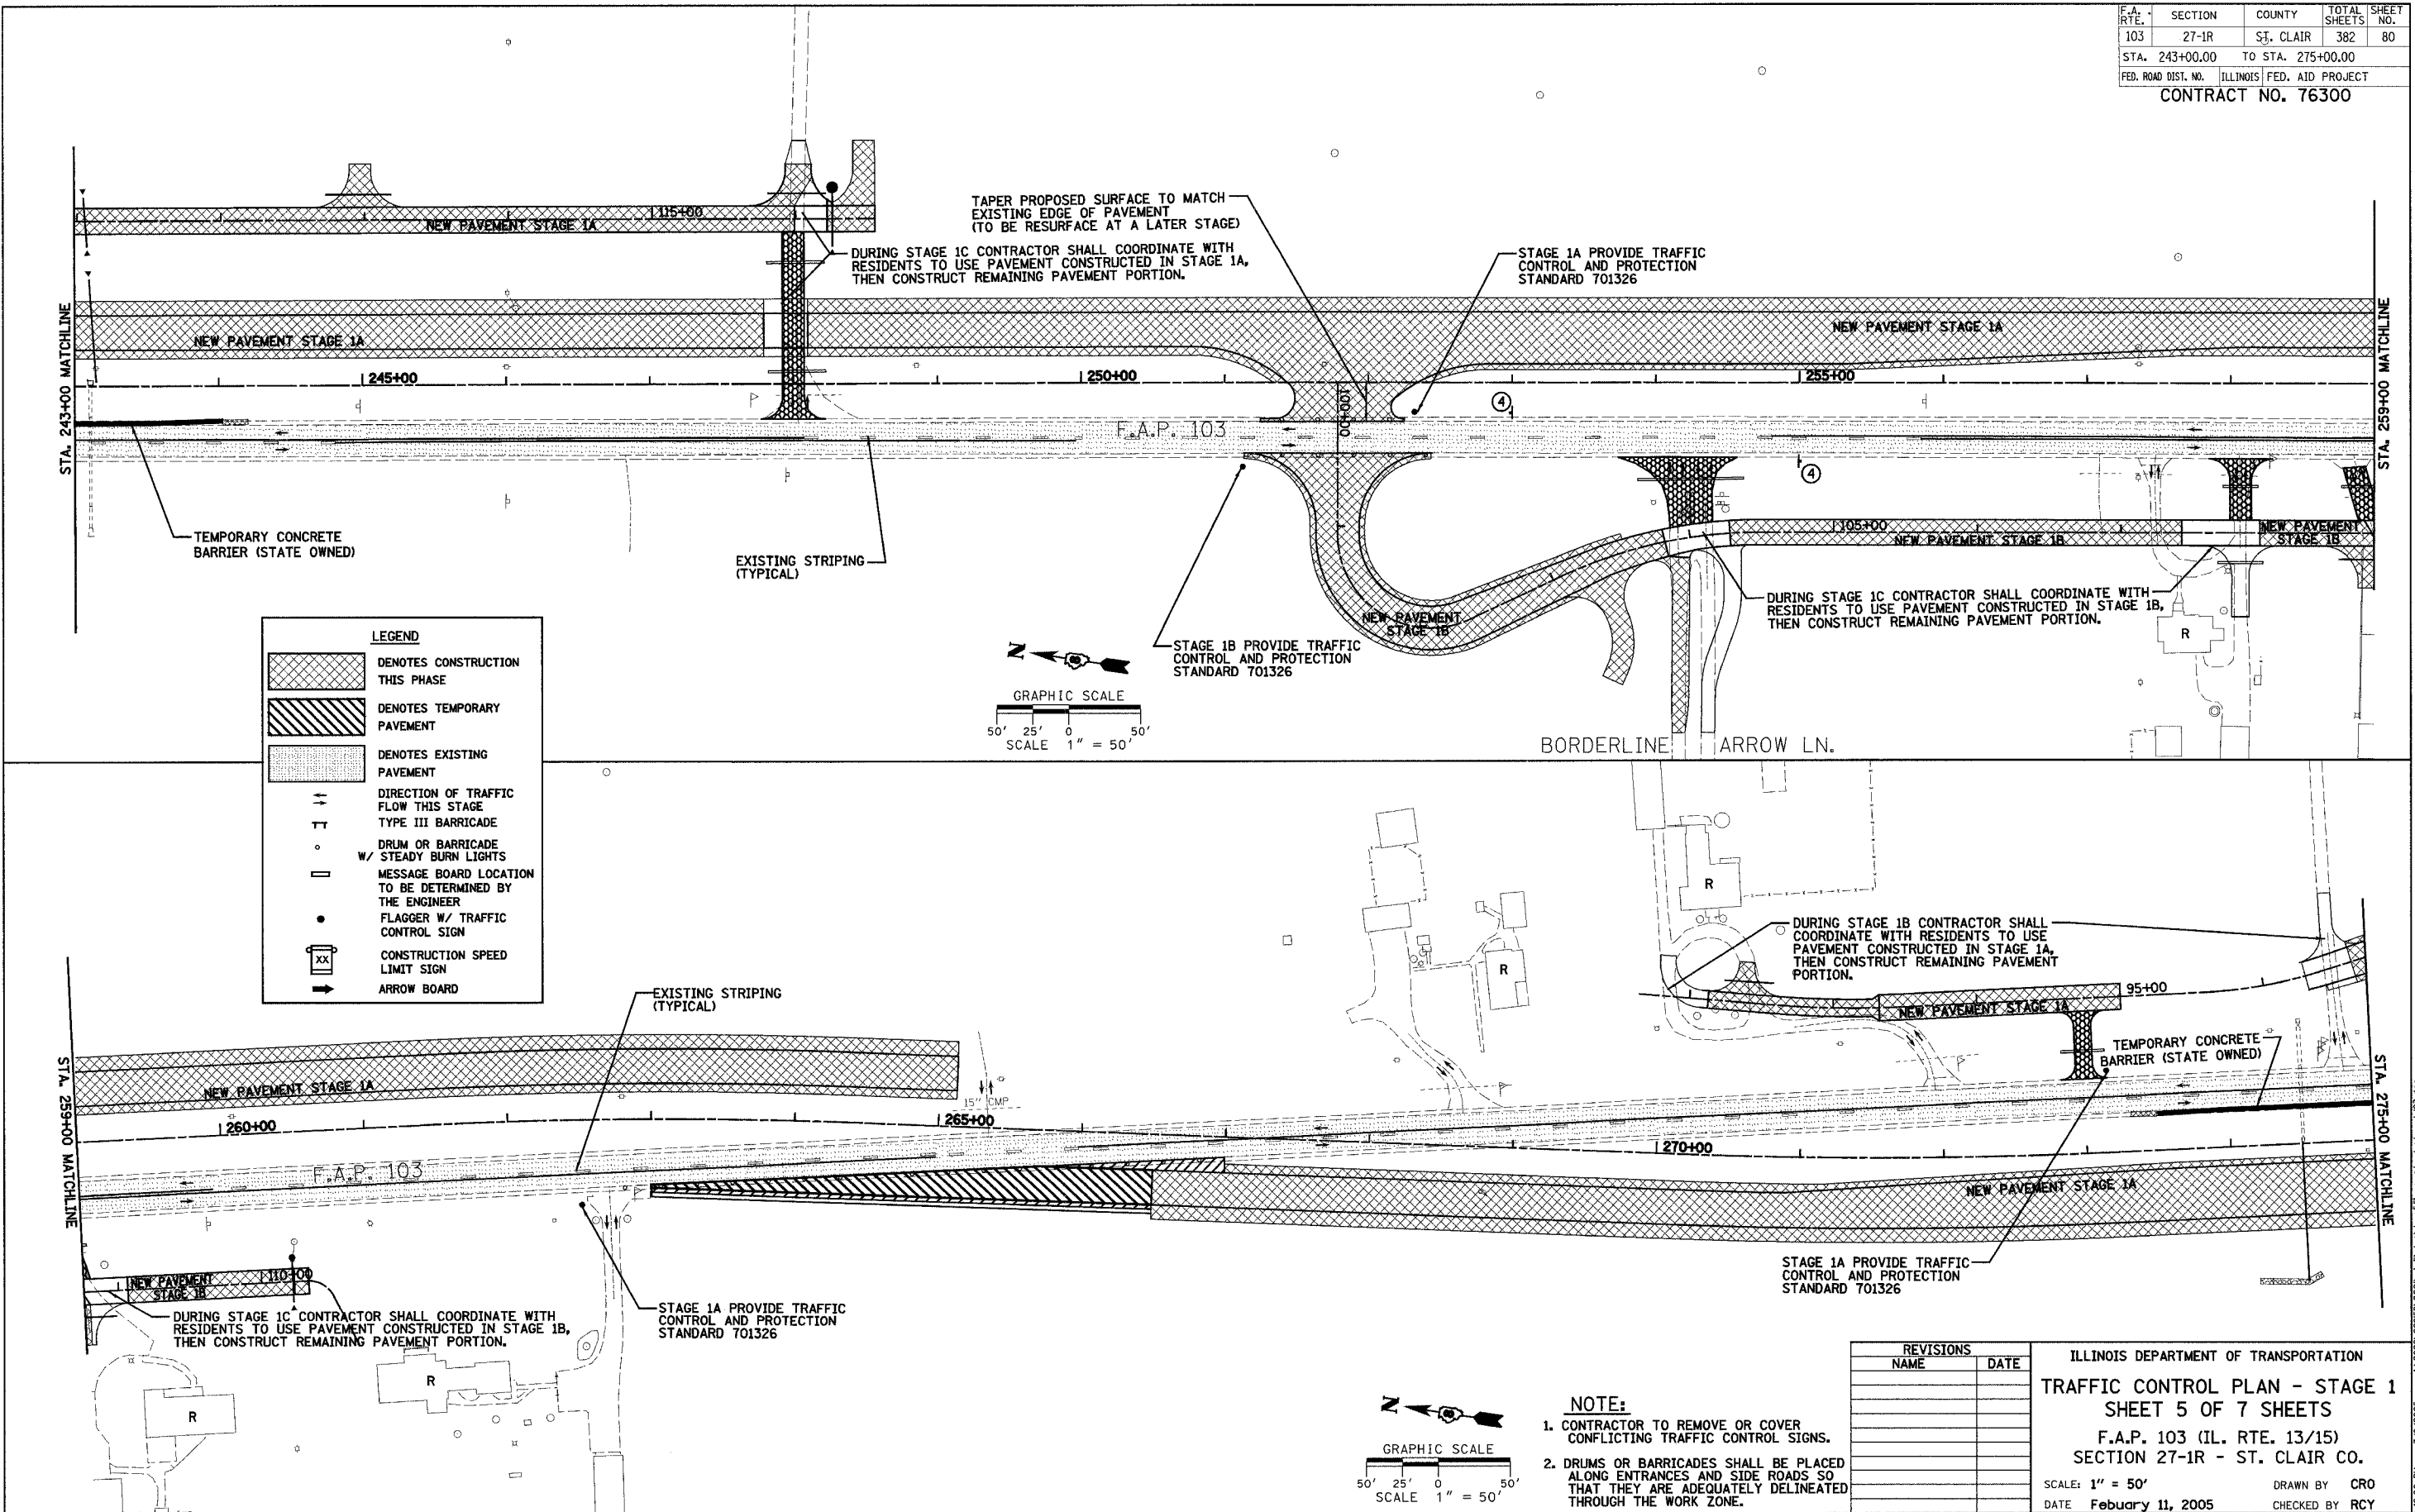 F.A. RTE. SECTION COUNTY TOTAL SHEETS SHEET NO.
103 27-1R ST. CLAIR 382 80
STA. 243+00.00 TO STA. 275+00.00
FED. ROAD DIST. NO. ILLINOIS FED. AID PROJECT
CONTRACT NO. 76300
TAPER PROPOSED SURFACE TO MATCH
EXISTING EDGE OF PAVEMENT
(TO BE RESURFACE AT A LATER STAGE)
115+00
NEW PAVEMENT STAGE 1A
DURING STAGE 1C CONTRACTOR SHALL COORDINATE WITH
RESIDENTS TO USE PAVEMENT CONSTRUCTED IN STAGE 1A,
THEN CONSTRUCT REMAINING PAVEMENT PORTION.
STAGE 1A PROVIDE TRAFFIC
CONTROL AND PROTECTION
STANDARD 701326
STA. 243+00 MATCHLINE
NEW PAVEMENT STAGE 1A
NEW PAVEMENT STAGE 1A
STA. 259+00 MATCHLINE
245+00
250+00
255+00
100+00
4
F.A.P. 103
4
TEMPORARY CONCRETE
BARRIER (STATE OWNED)
EXISTING STRIPING
(TYPICAL)
105+00
NEW PAVEMENT STAGE 1B
NEW PAVEMENT
STAGE 1B
DURING STAGE 1C CONTRACTOR SHALL COORDINATE WITH
RESIDENTS TO USE PAVEMENT CONSTRUCTED IN STAGE 1B,
THEN CONSTRUCT REMAINING PAVEMENT PORTION.
NEW PAVEMENT
STAGE 1B
R
STAGE 1B PROVIDE TRAFFIC
CONTROL AND PROTECTION
STANDARD 701326
N
GRAPHIC SCALE
50' 25' 0 50'
SCALE 1" = 50'
BORDERLINE ARROW LN.
LEGEND
DENOTES CONSTRUCTION
THIS PHASE
DENOTES TEMPORARY
PAVEMENT
DENOTES EXISTING
PAVEMENT
DIRECTION OF TRAFFIC
FLOW THIS STAGE
TYPE III BARRICADE
DRUM OR BARRICADE
W/ STEADY BURN LIGHTS
MESSAGE BOARD LOCATION
TO BE DETERMINED BY
THE ENGINEER
FLAGGER W/ TRAFFIC
CONTROL SIGN
XX
CONSTRUCTION SPEED
LIMIT SIGN
ARROW BOARD
R
R
DURING STAGE 1B CONTRACTOR SHALL
COORDINATE WITH RESIDENTS TO USE
PAVEMENT CONSTRUCTED IN STAGE 1A,
THEN CONSTRUCT REMAINING PAVEMENT
PORTION.
EXISTING STRIPING
(TYPICAL)
95+00
NEW PAVEMENT STAGE 1A
TEMPORARY CONCRETE
BARRIER (STATE OWNED)
STA. 259+00 MATCHLINE
NEW PAVEMENT STAGE 1A
15" CMP
260+00
265+00
270+00
STA. 275+00 MATCHLINE
F.A.P. 103
NEW PAVEMENT STAGE 1A
NEW PAVEMENT
STAGE 1B
110+00
DURING STAGE 1C CONTRACTOR SHALL COORDINATE WITH
RESIDENTS TO USE PAVEMENT CONSTRUCTED IN STAGE 1B,
THEN CONSTRUCT REMAINING PAVEMENT PORTION.
STAGE 1A PROVIDE TRAFFIC
CONTROL AND PROTECTION
STANDARD 701326
STAGE 1A PROVIDE TRAFFIC
CONTROL AND PROTECTION
STANDARD 701326
R
R
N
GRAPHIC SCALE
50' 25' 0 50'
SCALE 1" = 50'
NOTE:
1. CONTRACTOR TO REMOVE OR COVER
CONFLICTING TRAFFIC CONTROL SIGNS.
2. DRUMS OR BARRICADES SHALL BE PLACED
ALONG ENTRANCES AND SIDE ROADS SO
THAT THEY ARE ADEQUATELY DELINEATED
THROUGH THE WORK ZONE.
REVISIONS
NAME DATE
ILLINOIS DEPARTMENT OF TRANSPORTATION
TRAFFIC CONTROL PLAN - STAGE 1
SHEET 5 OF 7 SHEETS
F.A.P. 103 (IL. RTE. 13/15)
SECTION 27-1R - ST. CLAIR CO.
SCALE: 1" = 50' DRAWN BY CRO
DATE Febuary 11, 2005 CHECKED BY RCY